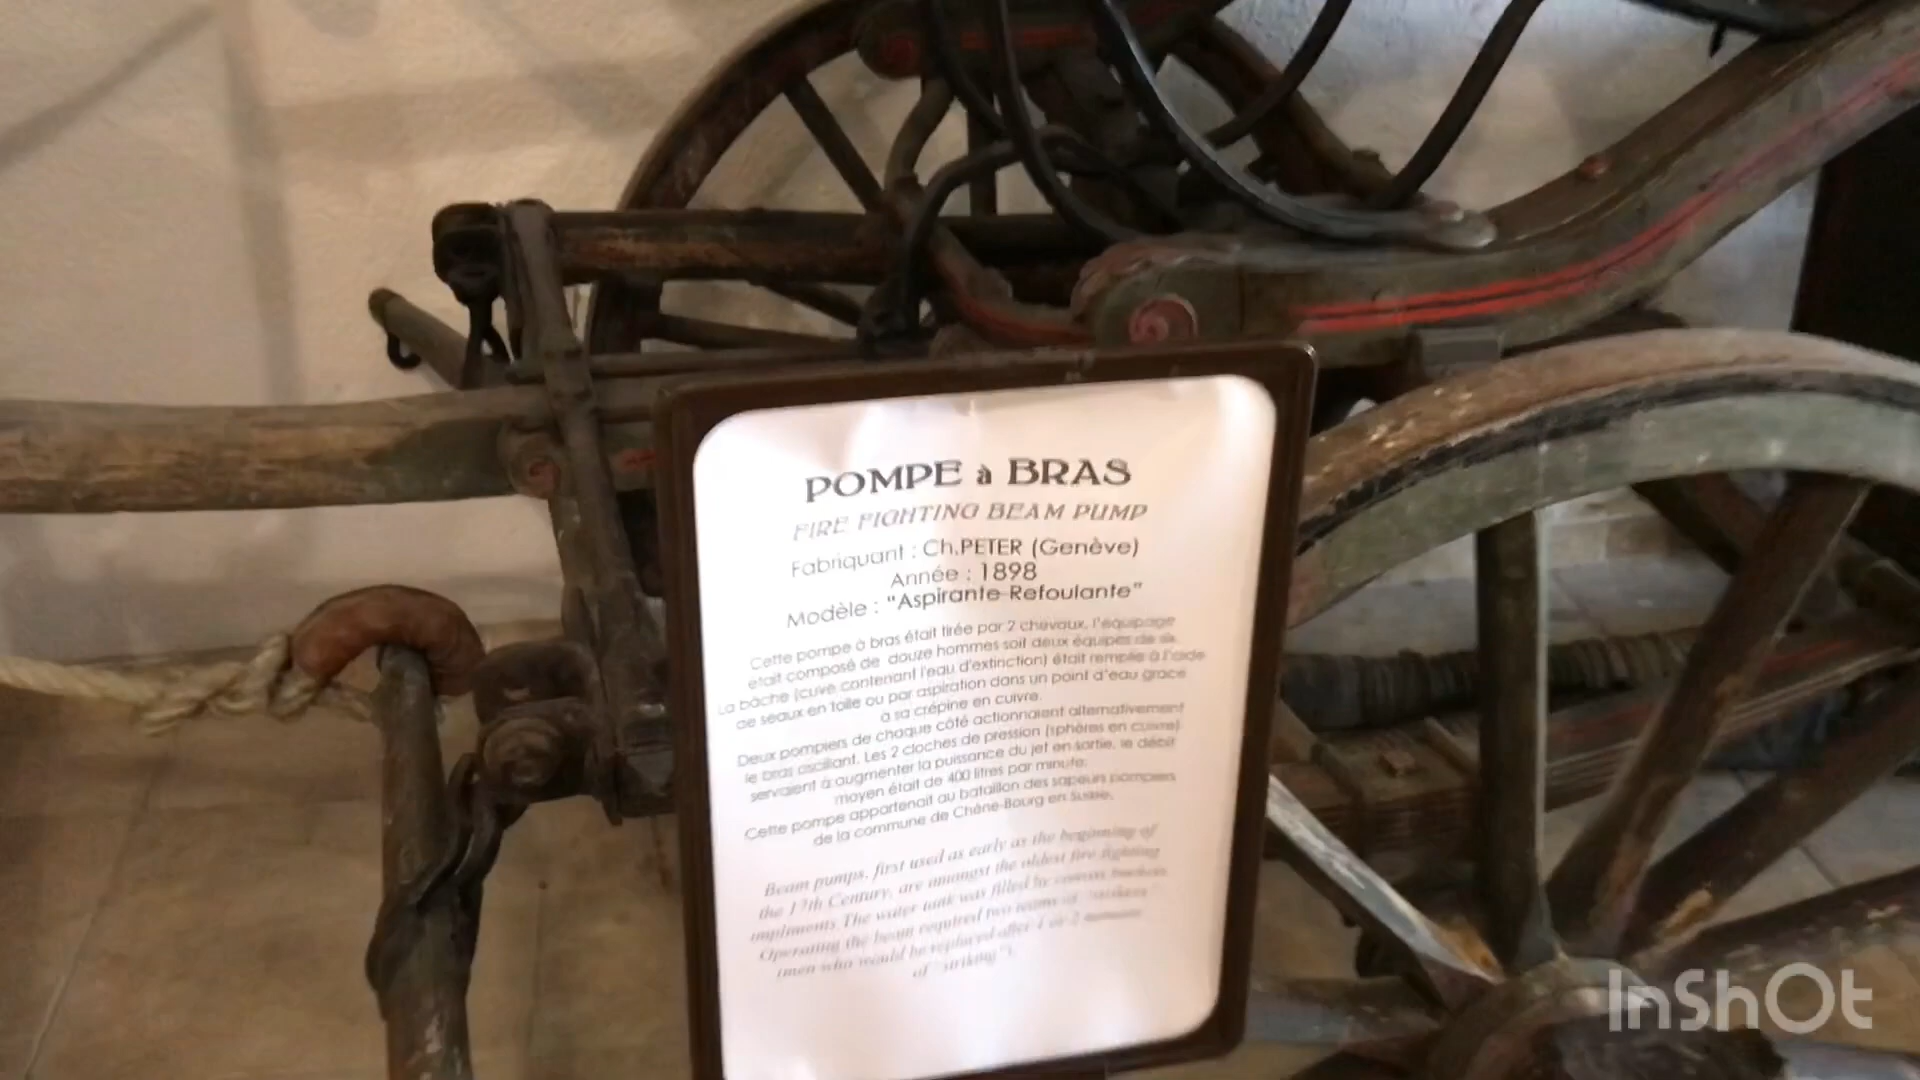 POMPE à BRAS
FIRE FIGHTING BEAM PUMP
Fabriquant : Ch.PETER (Genève)
Année : 1898
Modèle : "Aspirante-Refoulante"
Cette pompe à bras était tirée par 2 chevaux, l'équipage
était composé de douze hommes soit deux équipes de six.
La bâche (cuve contenant l'eau d'extinction) était remplie à l'aide
de seaux en toile ou par aspiration dans un point d'eau grace
a sa crépine en cuivre.
Deux pompiers de chaque côté actionnaient alternativement
le bras oscillant. Les 2 cloches de pression (sphères en cuivre)
servaient à augmenter la puissance du jet en sortie, le débit
moyen était de 400 litres par minute.
Cette pompe appartenait au bataillon des sapeurs pompiers
de la commune de Chêne-Bourg en Suisse.
Beam pumps, first used as early as the beginning of
the 17th Century, are amongst the oldest fire fighting
impliments. The water tank was filled by canvas buckets.
Operating the beam required two teams of "strikers"
(men who would be replaced after 1 or 2 minutes
of "striking").
InShOt